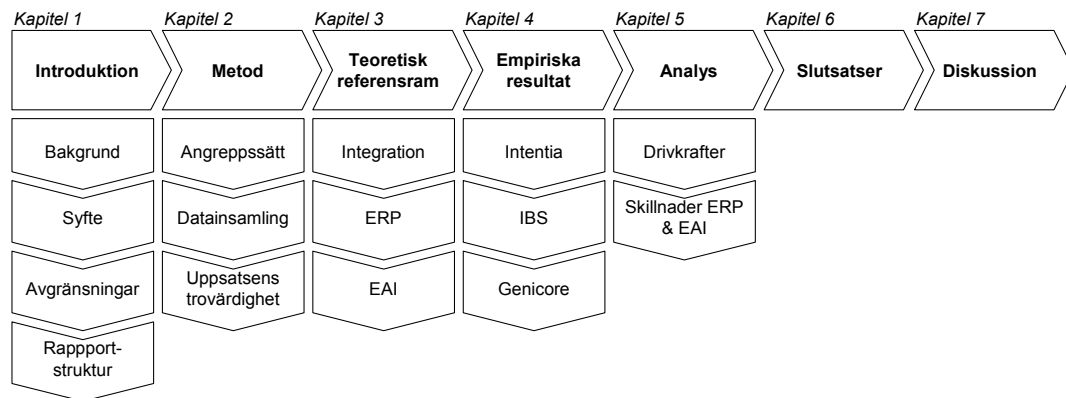 Kapitel 1
Kapitel 2
Kapitel 3
Kapitel 4
Kapitel 5
Kapitel 6
Kapitel 7
Introduktion
Metod
Teoretisk
referensram
Empiriska
resultat
Analys
Slutsatser
Diskussion
Bakgrund
Angreppssätt
Integration
Intentia
Drivkrafter
Syfte
Datainsamling
ERP
IBS
Skillnader ERP
& EAI
Avgränsningar
Uppsatsens
trovärdighet
EAI
Genicore
Rappport-
struktur